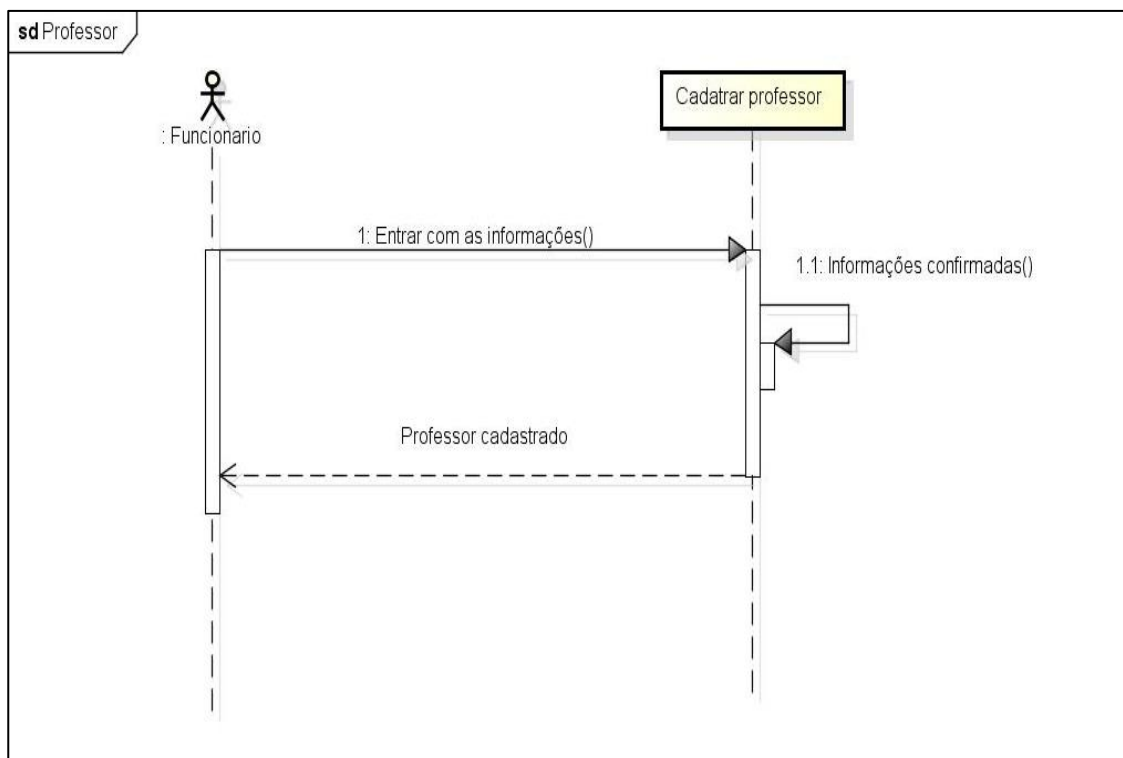 sd Professor
: Funcionario
Cadatrar professor
1: Entrar com as informações()
1.1: Informações confirmadas()
Professor cadastrado